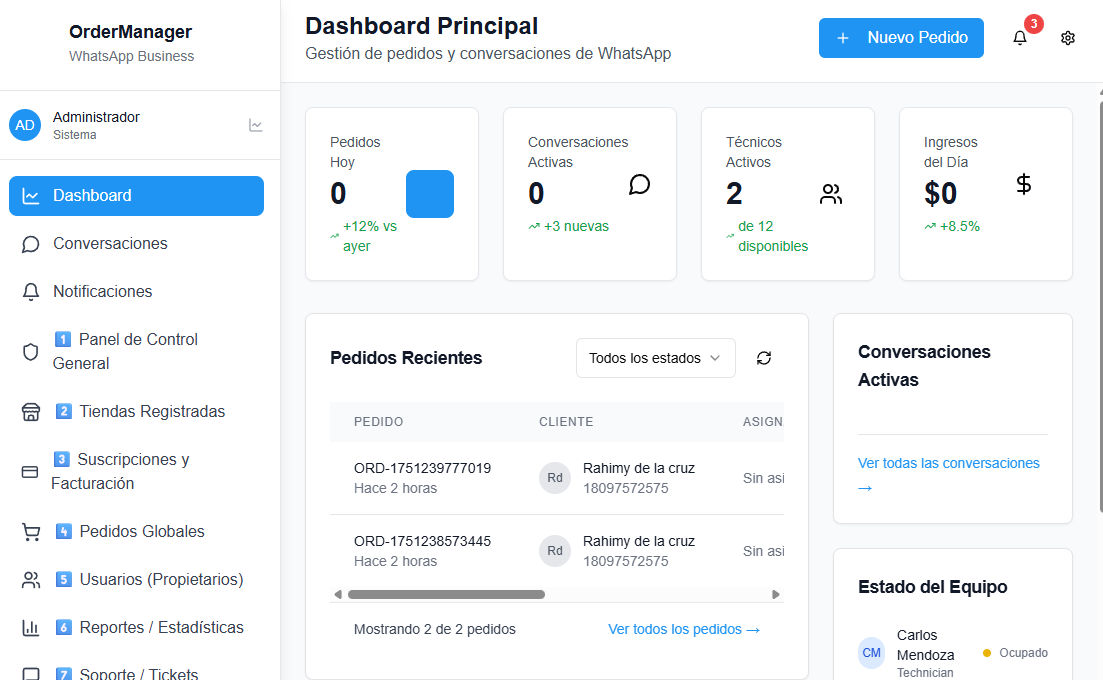 OrderManager
WhatsApp Business
AD
Administrador
Sistema
Dashboard
Conversaciones
Notificaciones
1 Panel de Control
General
2 Tiendas Registradas
3 Suscripciones y
Facturación
4 Pedidos Globales
5 Usuarios (Propietarios)
6 Reportes / Estadísticas
7 Soporte / Tickets
Dashboard Principal
Gestión de pedidos y conversaciones de WhatsApp
+ Nuevo Pedido
3
Pedidos
Hoy
0
+12% vs
ayer
Conversaciones
Activas
0
+3 nuevas
Técnicos
Activos
2
de 12
disponibles
Ingresos
del Día
$0
+8.5%
Pedidos Recientes
Todos los estados
PEDIDO CLIENTE ASIGN
ORD-1751239777019
Hace 2 horas
Rd
Rahimy de la cruz
18097572575
Sin asi
ORD-1751238573445
Hace 2 horas
Rd
Rahimy de la cruz
18097572575
Sin asi
Mostrando 2 de 2 pedidos
Ver todos los pedidos →
Conversaciones
Activas
Ver todas las conversaciones
→
Estado del Equipo
CM
Carlos
Mendoza
Technician
Ocupado